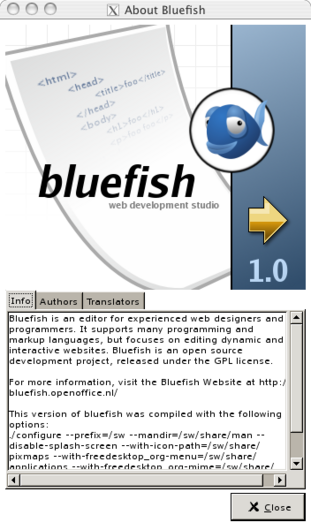 About Bluefish
<html>
<head>
<title>foo</title>
</head>
<body>
<h1>foo</h1>
bluefish
web development studio
1.0
Info Authors Translators
Bluefish is an editor for experienced web designers and
programmers. It supports many programming and
markup languages, but focuses on editing dynamic and
interactive websites. Bluefish is an open source
development project, released under the GPL license.
For more information, visit the Bluefish Website at http:/
bluefish.openoffice.nl/
This version of bluefish was compiled with the following
options:
./configure --prefix=/sw --mandir=/sw/share/man --
disable-splash-screen --with-icon-path=/sw/share/
pixmaps --with-freedesktop_org-menu=/sw/share/
applications --with-freedesktop_org-mime=/sw/share/
Close